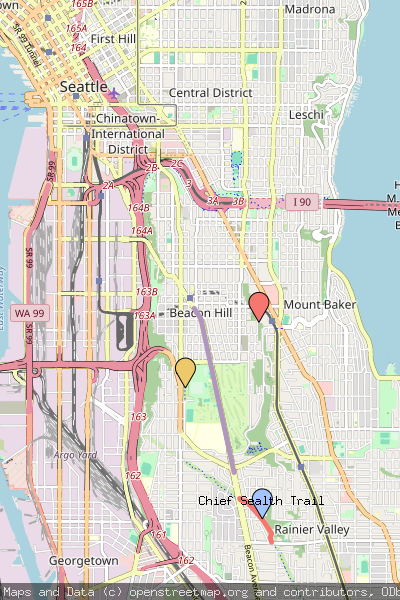 165B
Madrona
165A
164
First Hill
SR 99 Tunnel
Seattle
Central District
Leschi
Chinatown-
International
District
2B
2C
3
2A
3A
3B
I 90
SR 99
164B
164A
163B
Mount Baker
WA 99
163A
Beacon Hill
SR 99
163
Argo Yard
162
Chief Sealth Trail
Rainier Valley
161
Georgetown
162
Beacon Ave
Maps and Data (c) openstreetmap.org and contributors, ODb